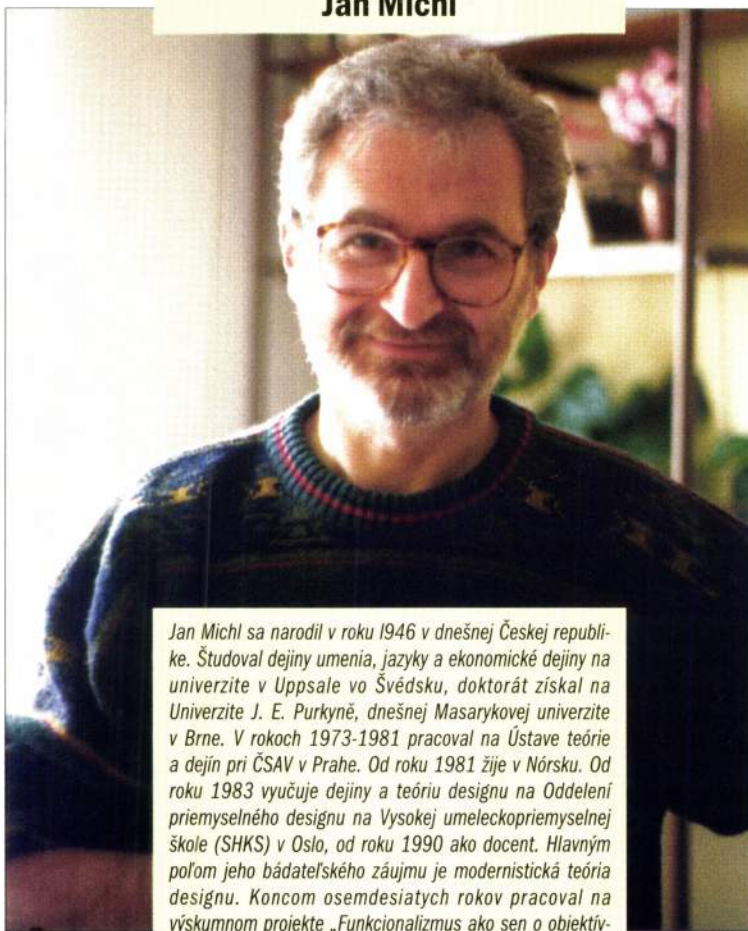 Jan Michl
Jan Michl sa narodil v roku I946 v dnešnej Českej republi-
ke. Študoval dejiny umenia, jazyky a ekonomické dejiny na
univerzite v Uppsale vo Švédsku, doktorát získal na
Univerzite J. E. Purkyně, dnešnej Masarykovej univerzite
v Brne. V rokoch 1973-1981 pracoval na Ústave teórie
a dejín pri ČSAV v Prahe. Od roku 1981 žije v Nórsku. Od
roku 1983 vyučuje dejiny a teóriu designu na Oddelení
priemyselného designu na Vysokej umeleckopriemyselnej
škole (SHKS) v Oslo, od roku 1990 ako docent. Hlavným
poľom jeho bádateľského záujmu je modernistická teória
designu. Koncom osemdesiatych rokov pracoval na
výskumnom projekte „Funkcionalizmus ako sen o objektív-